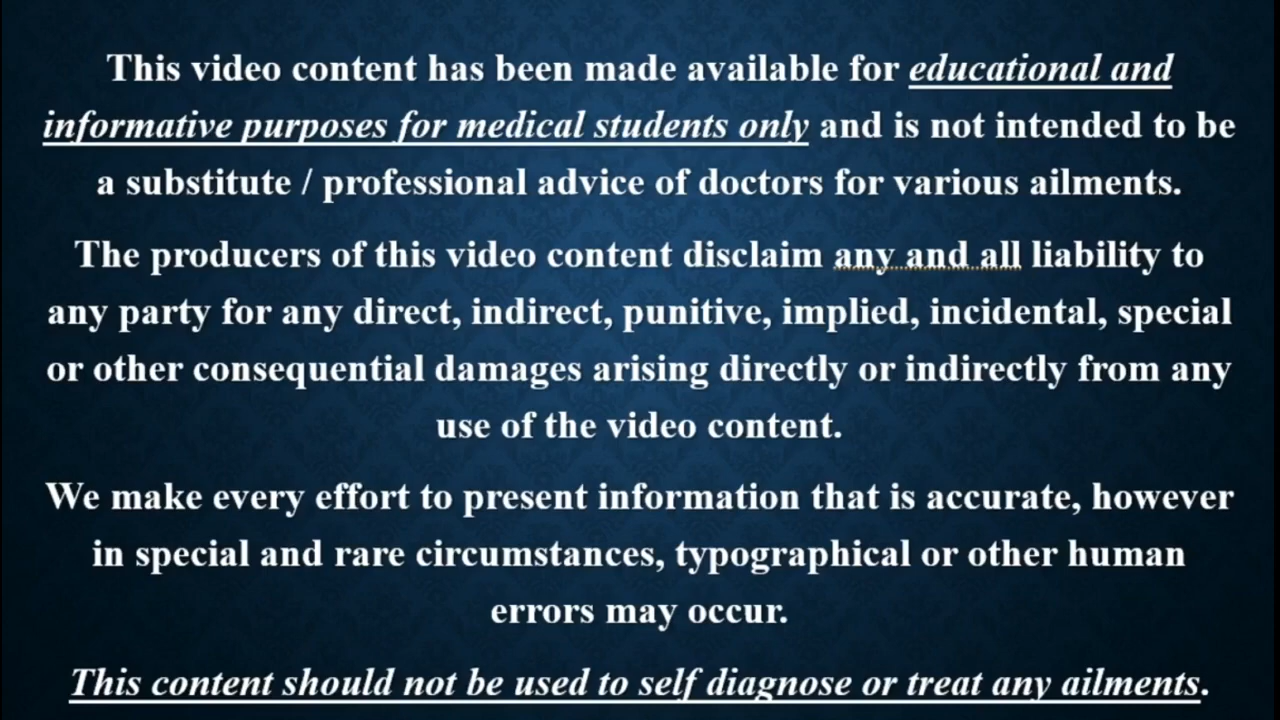 This video content has been made available for educational and
informative purposes for medical students only and is not intended to be
a substitute / professional advice of doctors for various ailments.
The producers of this video content disclaim any and all liability to
any party for any direct, indirect, punitive, implied, incidental, special
or other consequential damages arising directly or indirectly from any
use of the video content.
We make every effort to present information that is accurate, however
in special and rare circumstances, typographical or other human
errors may occur.
This content should not be used to self diagnose or treat any ailments.